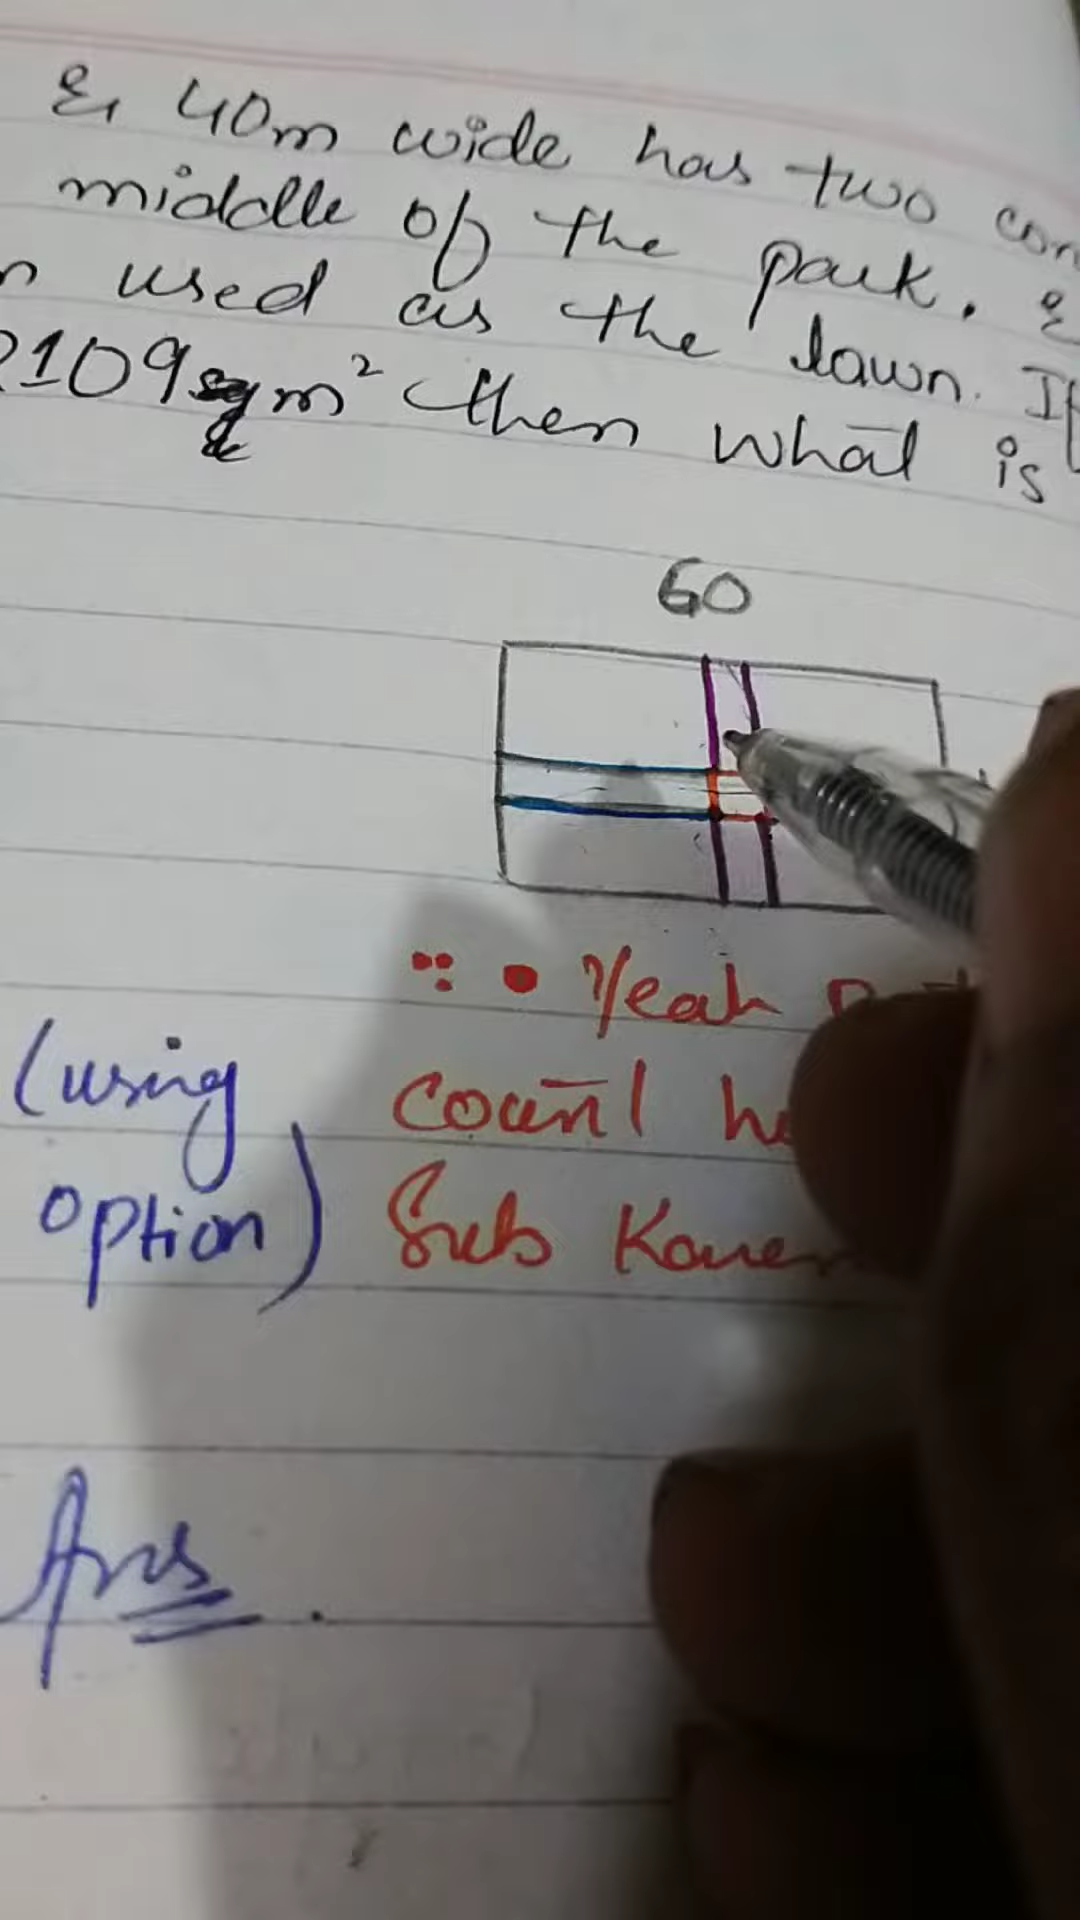 & 40m wide has two
middle of the park. &
used as the lawn. If
2109 m² then what is
60
∵ • Yeah
(using count
option) Sub
Ans.